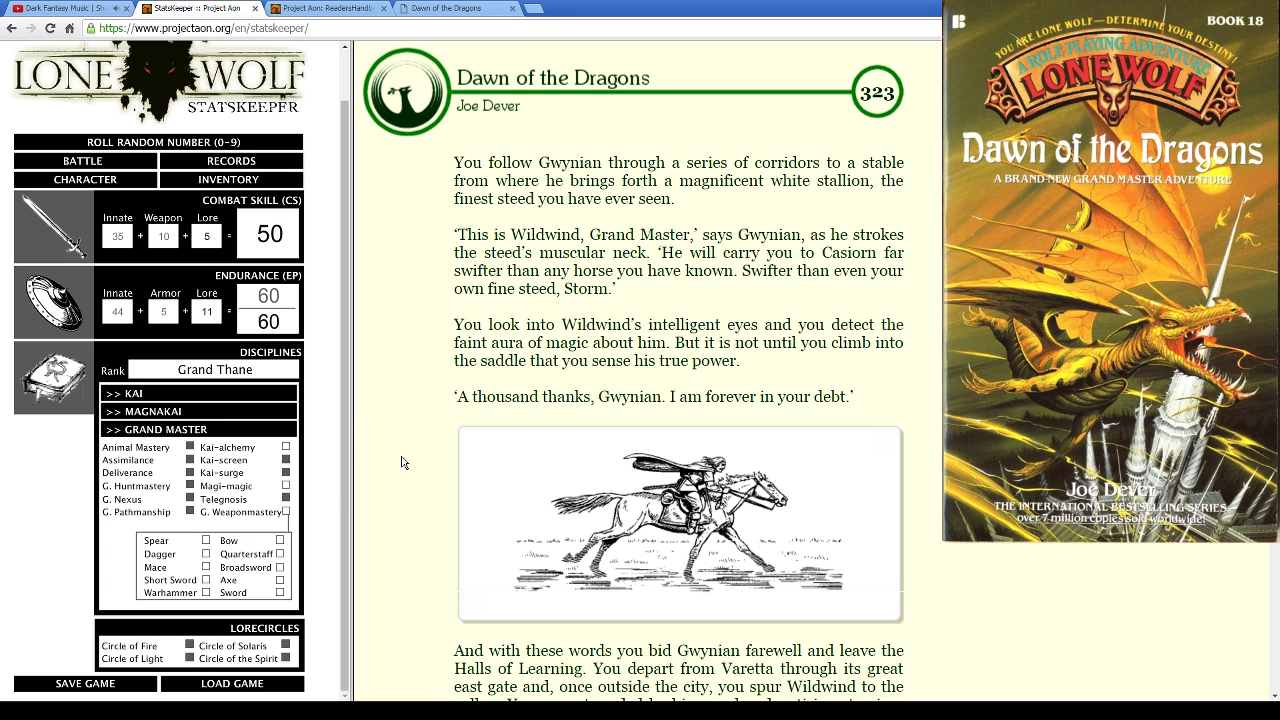 Dark Fantasy Music | Sh
StatsKeeper :: Project Aon
Project Aon: ReadersHandb
Dawn of the Dragons
https://www.projectaon.org/en/statskeeper/
LONE WOLF
STATSKEEPER
ROLL RANDOM NUMBER (0-9)
BATTLE
RECORDS
CHARACTER
INVENTORY
COMBAT SKILL (CS)
Innate Weapon Lore
35 + 10 + 5 = 50
ENDURANCE (EP)
Innate Armor Lore
60
44 + 5 + 11 =
60
DISCIPLINES
Rank Grand Thane
>> KAI
>> MAGNAKAI
>> GRAND MASTER
Animal Mastery Kai-alchemy
Assimilance Kai-screen
Deliverance Kai-surge
G. Huntmastery Magi-magic
G. Nexus Telegnosis
G. Pathmanship G. Weaponmastery
Spear Bow
Dagger Quarterstaff
Mace Broadsword
Short Sword Axe
Warhammer Sword
LORECIRCLES
Circle of Fire Circle of Solaris
Circle of Light Circle of the Spirit
SAVE GAME
LOAD GAME
Dawn of the Dragons
Joe Dever
323
You follow Gwynian through a series of corridors to a stable
from where he brings forth a magnificent white stallion, the
finest steed you have ever seen.
‘This is Wildwind, Grand Master,’ says Gwynian, as he strokes
the steed’s muscular neck. ‘He will carry you to Casiorn far
swifter than any horse you have known. Swifter than even your
own fine steed, Storm.’
You look into Wildwind’s intelligent eyes and you detect the
faint aura of magic about him. But it is not until you climb into
the saddle that you sense his true power.
‘A thousand thanks, Gwynian. I am forever in your debt.’
And with these words you bid Gwynian farewell and leave the
Halls of Learning. You depart from Varetta through its great
east gate and, once outside the city, you spur Wildwind to the
B
BOOK 18
YOU ARE LONE WOLF—DETERMINE YOUR DESTINY!
A ROLE PLAYING ADVENTURE
LONE WOLF
Dawn of the Dragons
A BRAND-NEW GRAND MASTER ADVENTURE
Joe Dever
THE INTERNATIONAL BESTSELLING SERIES—
over 7 million copies sold worldwide!